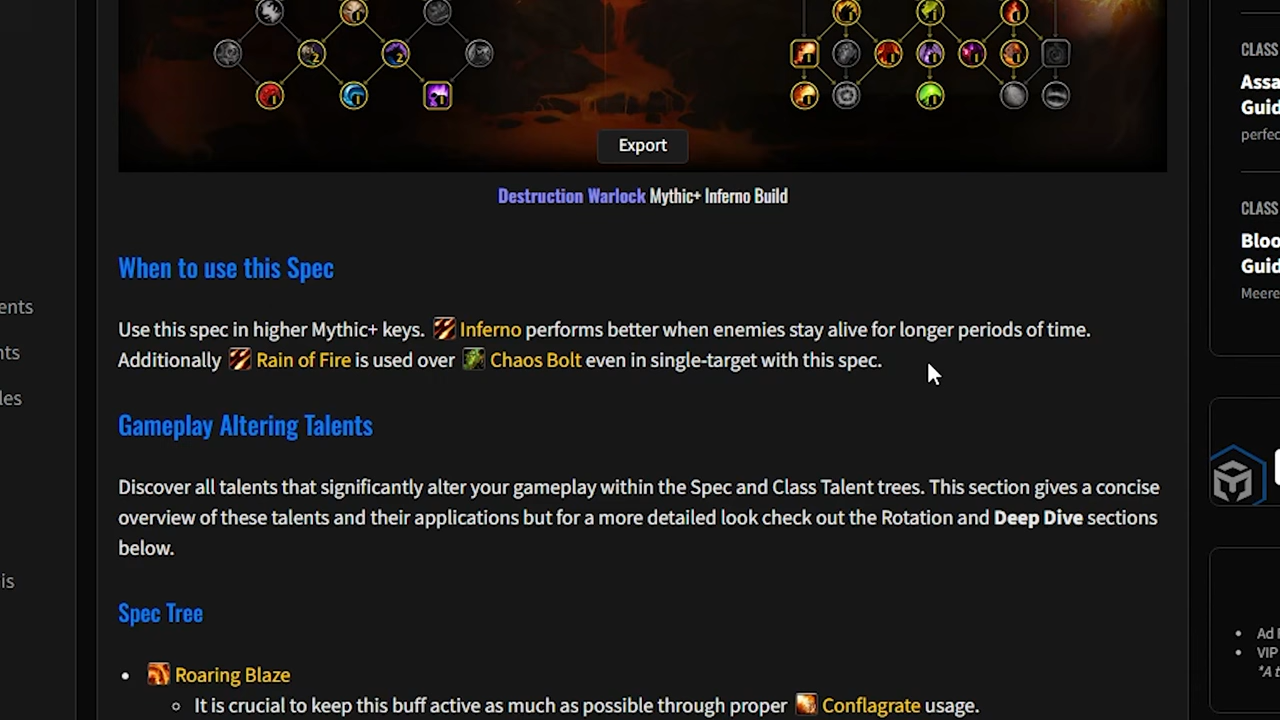 Export
Destruction Warlock Mythic+ Inferno Build
When to use this Spec
Use this spec in higher Mythic+ keys. Inferno performs better when enemies stay alive for longer periods of time.
Additionally Rain of Fire is used over Chaos Bolt even in single-target with this spec.
Gameplay Altering Talents
Discover all talents that significantly alter your gameplay within the Spec and Class Talent trees. This section gives a concise
overview of these talents and their applications but for a more detailed look check out the Rotation and Deep Dive sections
below.
Spec Tree
• Roaring Blaze
◦ It is crucial to keep this buff active as much as possible through proper Conflagrate usage.
ents
nts
les
is
CLASS
Assa
Guid
perfec
CLASS
Bloo
Guid
Meere
• Ad
• VIP
*A t